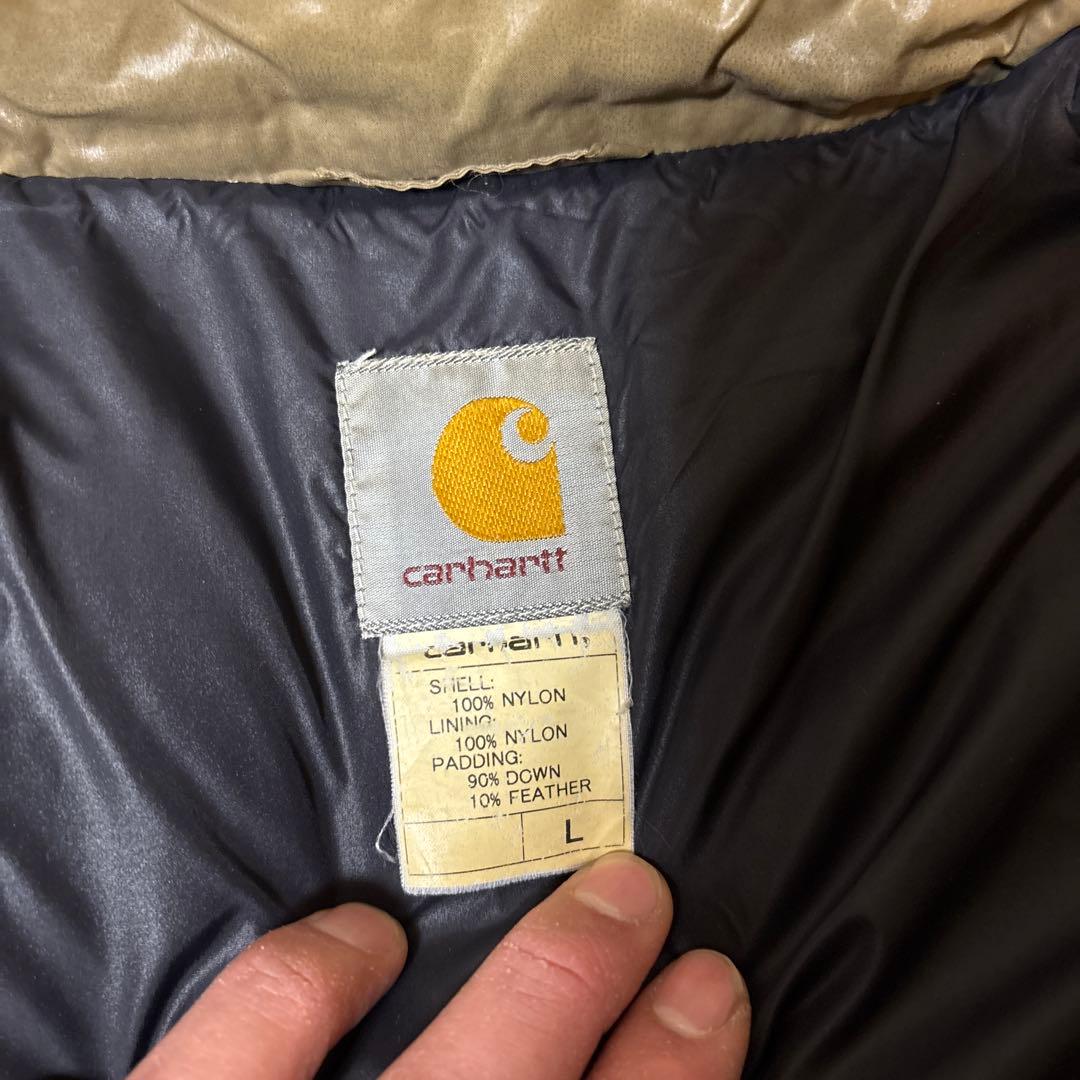 carhartt
carhartt
SHELL:
100% NYLON
LINING:
100% NYLON
PADDING:
90% DOWN
10% FEATHER
L